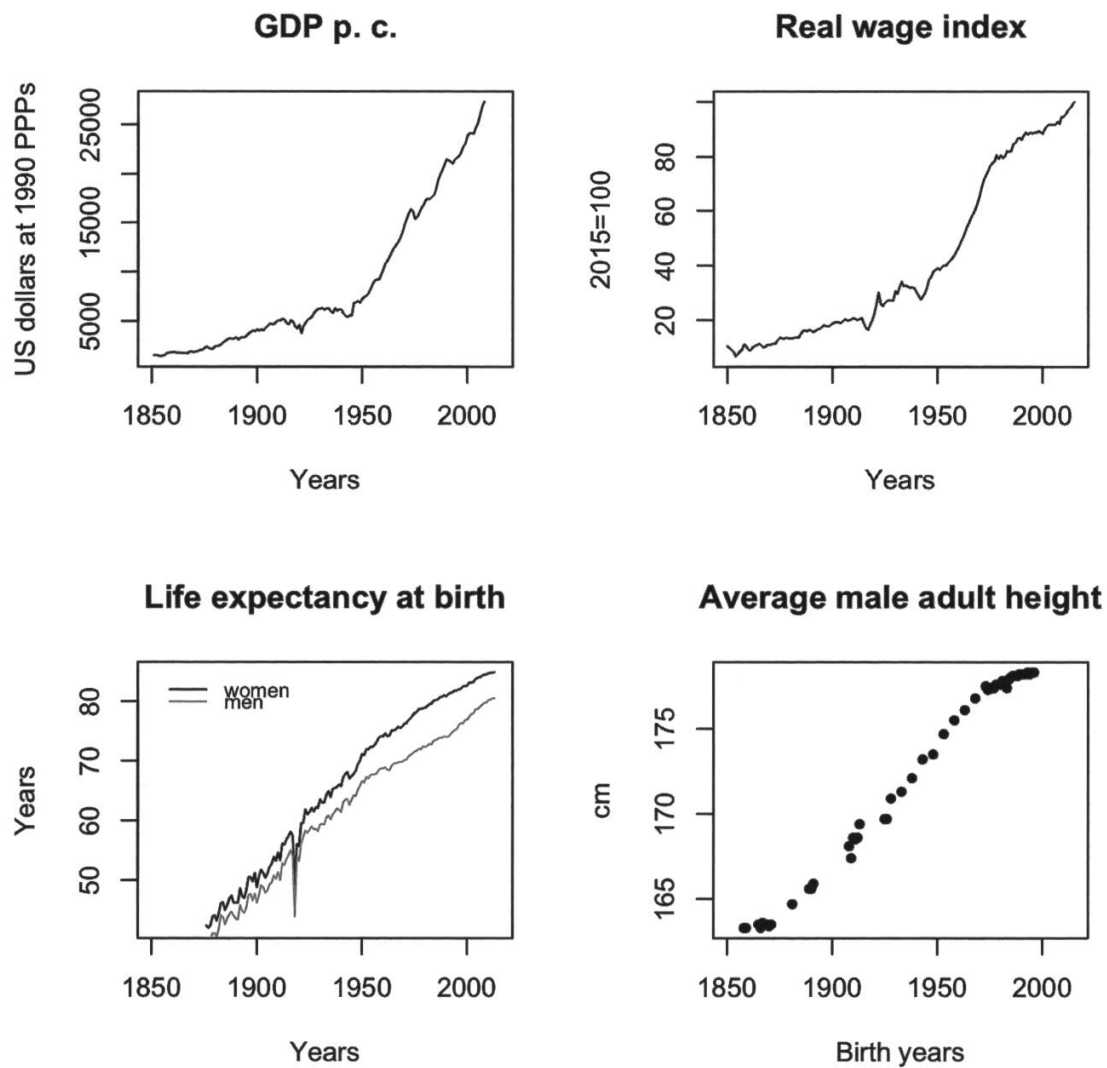 GDP p. c.
US dollars at 1990 PPPs
25000
15000
5000
1850 1900 1950 2000
Years
Real wage index
2015=100
80
60
40
20
1850 1900 1950 2000
Years
Life expectancy at birth
women
men
Years
80
70
60
50
1850 1900 1950 2000
Years
Average male adult height
cm
175
170
165
1850 1900 1950 2000
Birth years